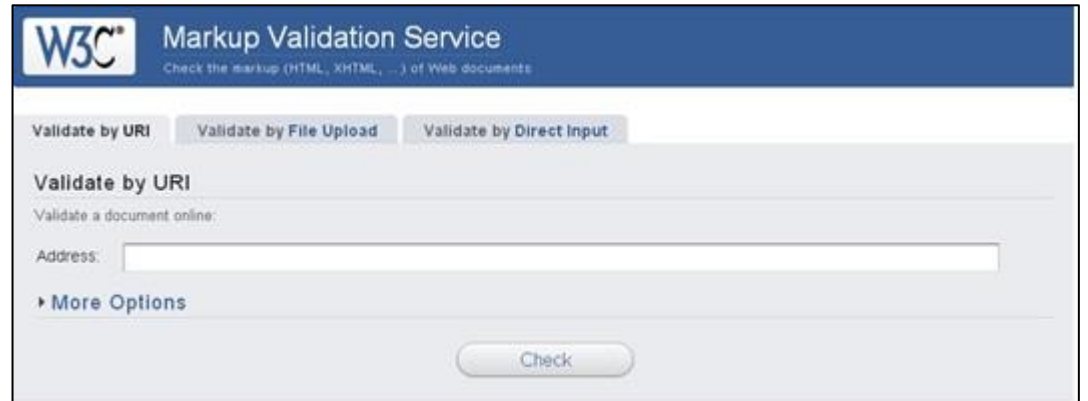 W3C® Markup Validation Service
Check the markup (HTML, XHTML, ...) of Web documents
Validate by URI Validate by File Upload Validate by Direct Input
Validate by URI
Validate a document online:
Address:
More Options
Check